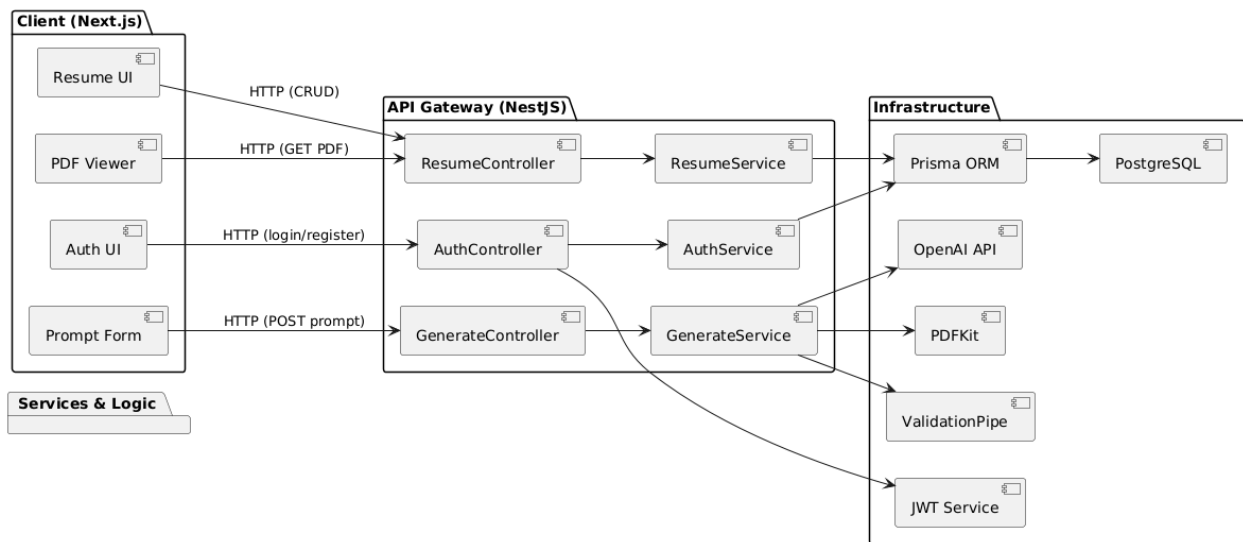 Client (Next.js)
Resume UI
PDF Viewer
Auth UI
Prompt Form
HTTP (CRUD)
HTTP (GET PDF)
HTTP (login/register)
HTTP (POST prompt)
API Gateway (NestJS)
ResumeController
ResumeService
AuthController
AuthService
GenerateController
GenerateService
Infrastructure
Prisma ORM
PostgreSQL
OpenAI API
PDFKit
ValidationPipe
JWT Service
Services & Logic